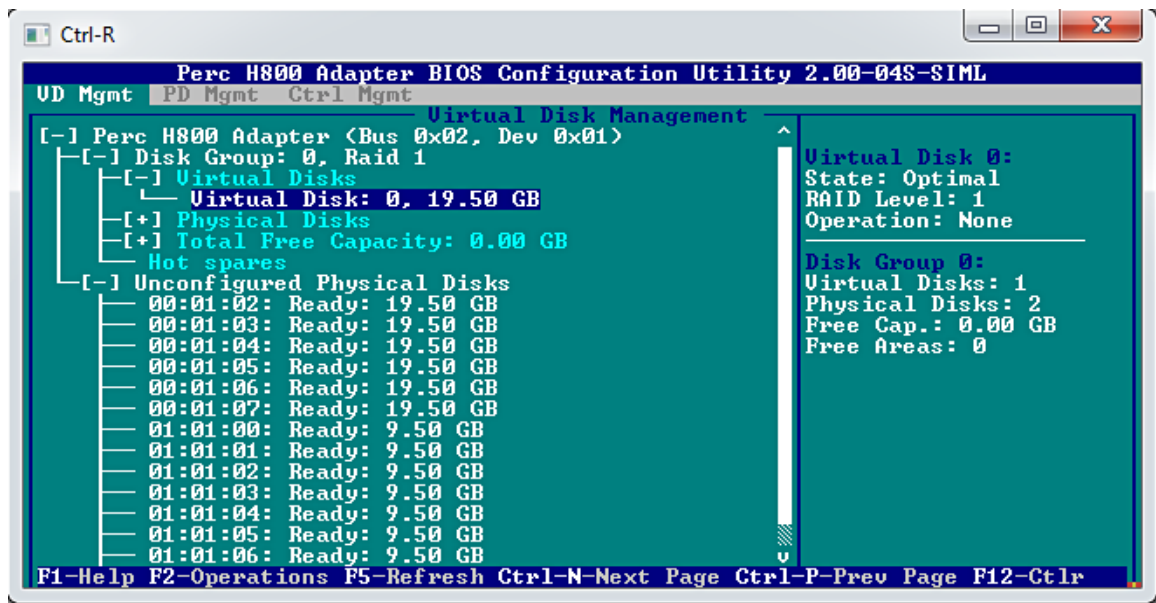 Ctrl-R
Perc H800 Adapter BIOS Configuration Utility 2.00-04S-SIML
VD Mgmt PD Mgmt Ctrl Mgmt
Virtual Disk Management
[-] Perc H800 Adapter (Bus 0x02, Dev 0x01)
[-] Disk Group: 0, Raid 1
[-] Virtual Disks
Virtual Disk: 0, 19.50 GB
[+] Physical Disks
[+] Total Free Capacity: 0.00 GB
Hot spares
[-] Unconfigured Physical Disks
00:01:02: Ready: 19.50 GB
00:01:03: Ready: 19.50 GB
00:01:04: Ready: 19.50 GB
00:01:05: Ready: 19.50 GB
00:01:06: Ready: 19.50 GB
00:01:07: Ready: 19.50 GB
01:01:00: Ready: 9.50 GB
01:01:01: Ready: 9.50 GB
01:01:02: Ready: 9.50 GB
01:01:03: Ready: 9.50 GB
01:01:04: Ready: 9.50 GB
01:01:05: Ready: 9.50 GB
01:01:06: Ready: 9.50 GB
Virtual Disk 0:
State: Optimal
RAID Level: 1
Operation: None
Disk Group 0:
Virtual Disks: 1
Physical Disks: 2
Free Cap.: 0.00 GB
Free Areas: 0
F1-Help F2-Operations F5-Refresh Ctrl-N-Next Page Ctrl-P-Prev Page F12-Ctlr